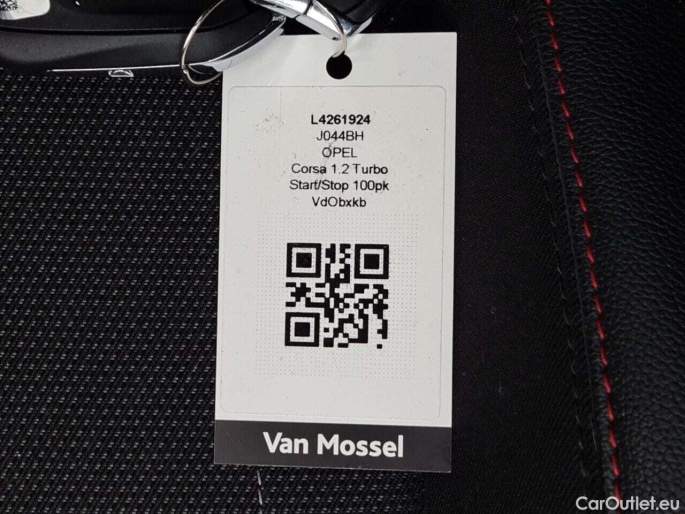 L4261924
J044BH
OPEL
Corsa 1.2 Turbo
Start/Stop 100pk
VdObxkb
Van Mossel
CarOutlet.eu